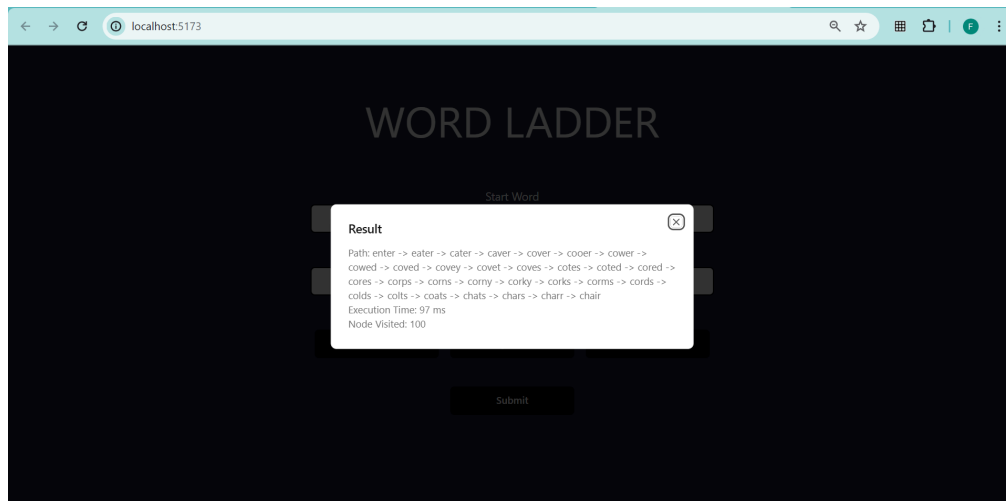 localhost:5173
F
WORD LADDER
Start Word
Result
Path: enter -> eater -> cater -> caver -> cover -> cooer -> cower ->
cowed -> coved -> covey -> covet -> coves -> cotes -> coted -> cored ->
cores -> corps -> corns -> corny -> corky -> corks -> corms -> cords ->
colds -> colts -> coats -> chats -> chars -> charr -> chair
Execution Time: 97 ms
Node Visited: 100
Submit